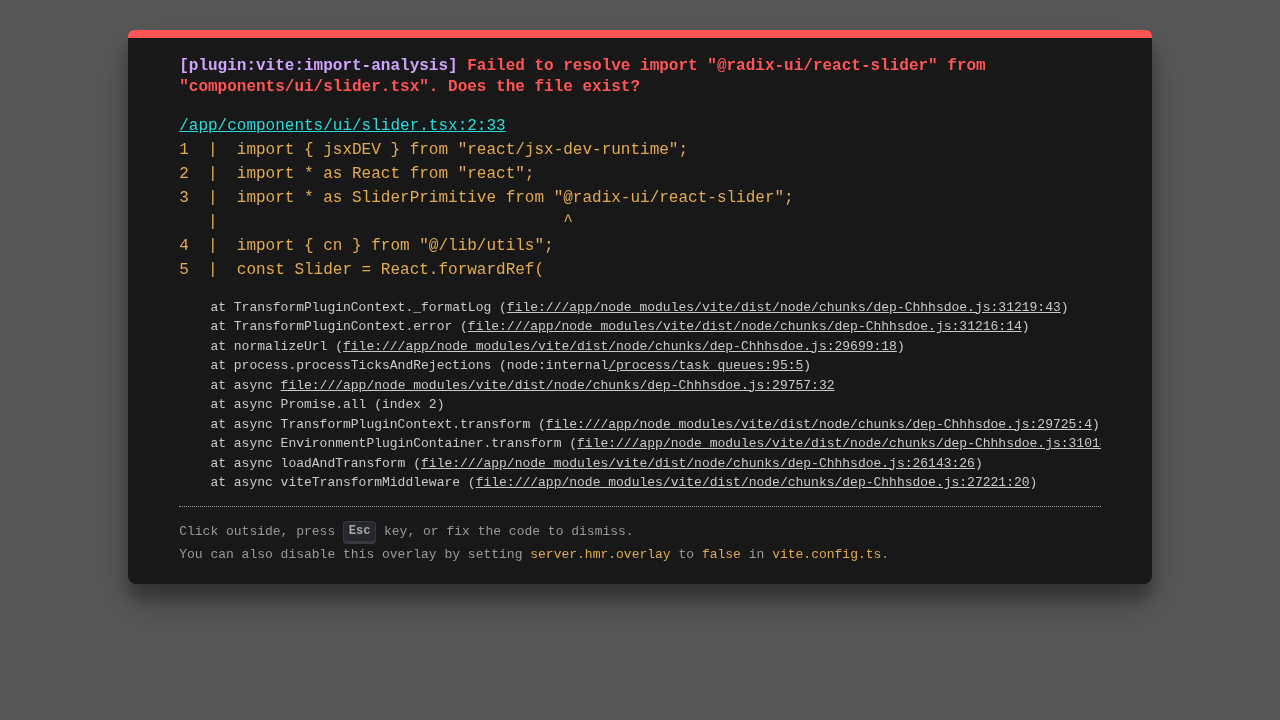 [plugin:vite:import-analysis] Failed to resolve import "@radix-ui/react-slider" from
"components/ui/slider.tsx". Does the file exist?
/app/components/ui/slider.tsx:2:33
1  |  import { jsxDEV } from "react/jsx-dev-runtime";
2  |  import * as React from "react";
3  |  import * as SliderPrimitive from "@radix-ui/react-slider";
   |                                    ^
4  |  import { cn } from "@/lib/utils";
5  |  const Slider = React.forwardRef(
at TransformPluginContext._formatLog (file:///app/node_modules/vite/dist/node/chunks/dep-Chhhsdoe.js:31219:43)
at TransformPluginContext.error (file:///app/node_modules/vite/dist/node/chunks/dep-Chhhsdoe.js:31216:14)
at normalizeUrl (file:///app/node_modules/vite/dist/node/chunks/dep-Chhhsdoe.js:29699:18)
at process.processTicksAndRejections (node:internal/process/task_queues:95:5)
at async file:///app/node_modules/vite/dist/node/chunks/dep-Chhhsdoe.js:29757:32
at async Promise.all (index 2)
at async TransformPluginContext.transform (file:///app/node_modules/vite/dist/node/chunks/dep-Chhhsdoe.js:29725:4)
at async EnvironmentPluginContainer.transform (file:///app/node_modules/vite/dist/node/chunks/dep-Chhhsdoe.js:3101
at async loadAndTransform (file:///app/node_modules/vite/dist/node/chunks/dep-Chhhsdoe.js:26143:26)
at async viteTransformMiddleware (file:///app/node_modules/vite/dist/node/chunks/dep-Chhhsdoe.js:27221:20)
Click outside, press Esc key, or fix the code to dismiss.
You can also disable this overlay by setting server.hmr.overlay to false in vite.config.ts.